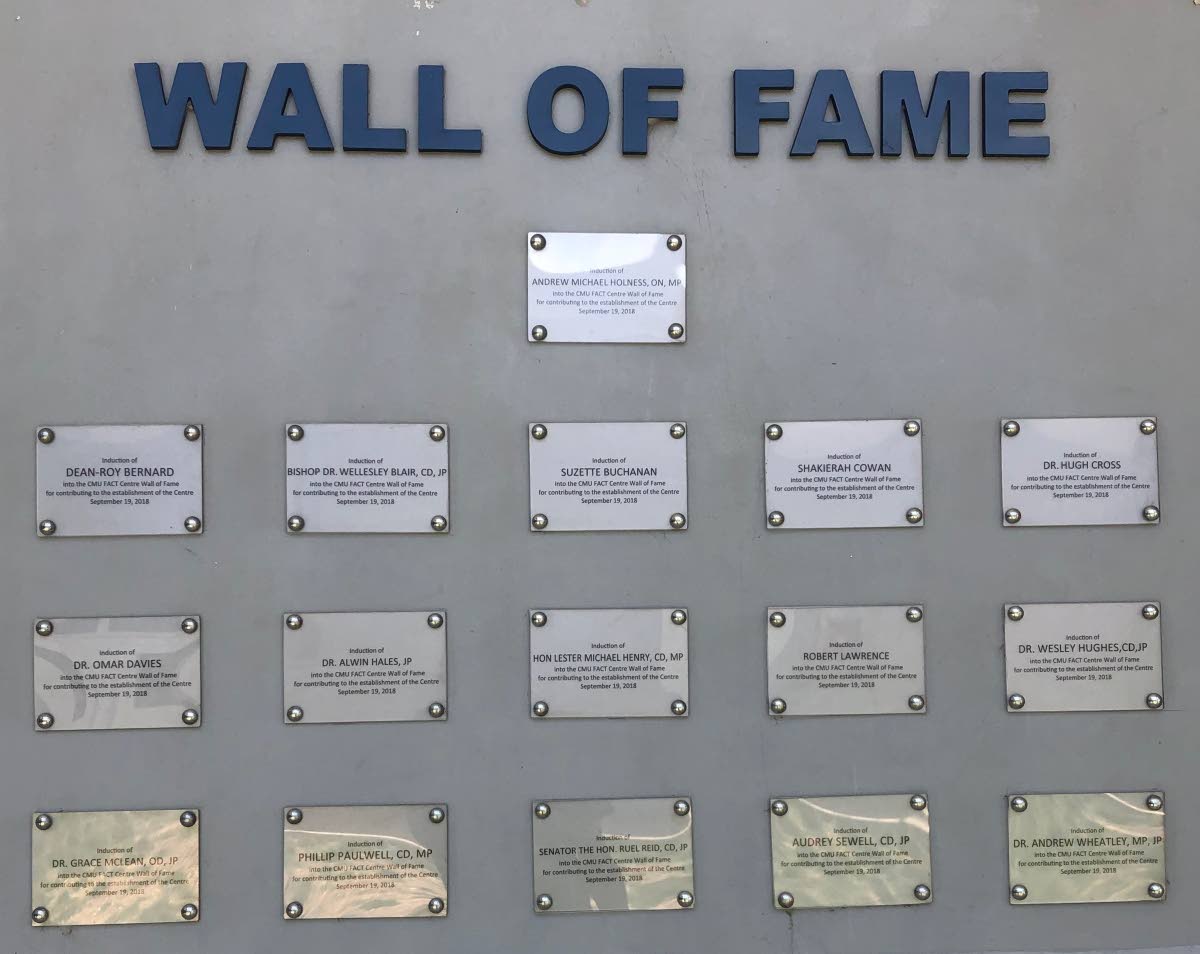 WALL OF FAME
Induction of
ANDREW MICHAEL HOLNESS, ON, MP
into the CMU FACT Centre Wall of Fame
for contributing to the establishment of the Centre
September 19, 2018
Induction of
DEAN-ROY BERNARD
into the CMU FACT Centre Wall of Fame
for contributing to the establishment of the Centre
September 19, 2018
Induction of
BISHOP DR. WELLESLEY BLAIR, CD, JP
into the CMU FACT Centre Wall of Fame
for contributing to the establishment of the Centre
September 19, 2018
Induction of
SUZETTE BUCHANAN
into the CMU FACT Centre Wall of Fame
for contributing to the establishment of the Centre
September 19, 2018
Induction of
SHAKIERAH COWAN
into the CMU FACT Centre Wall of Fame
for contributing to the establishment of the Centre
September 19, 2018
Induction of
DR. HUGH CROSS
into the CMU FACT Centre Wall of Fame
for contributing to the establishment of the Centre
September 19, 2018
Induction of
DR. OMAR DAVIES
into the CMU FACT Centre Wall of Fame
for contributing to the establishment of the Centre
September 19, 2018
Induction of
DR. ALWIN HALES, JP
into the CMU FACT Centre Wall of Fame
for contributing to the establishment of the Centre
September 19, 2018
Induction of
HON LESTER MICHAEL HENRY, CD, MP
into the CMU FACT Centre Wall of Fame
for contributing to the establishment of the Centre
September 19, 2018
Induction of
ROBERT LAWRENCE
into the CMU FACT Centre Wall of Fame
for contributing to the establishment of the Centre
September 19, 2018
Induction of
DR. WESLEY HUGHES,CD,JP
into the CMU FACT Centre Wall of Fame
for contributing to the establishment of the Centre
September 19, 2018
Induction of
DR. GRACE MCLEAN, OD, JP
into the CMU FACT Centre Wall of Fame
for contributing to the establishment of the Centre
September 19, 2018
Induction of
PHILLIP PAULWELL, CD, MP
into the CMU FACT Centre Wall of Fame
for contributing to the establishment of the Centre
September 19, 2018
Induction of
SENATOR THE HON. RUEL REID, CD, JP
into the CMU FACT Centre Wall of Fame
for contributing to the establishment of the Centre
September 19, 2018
Induction of
AUDREY SEWELL, CD, JP
into the CMU FACT Centre Wall of Fame
for contributing to the establishment of the Centre
September 19, 2018
Induction of
DR. ANDREW WHEATLEY, MP, JP
into the CMU FACT Centre Wall of Fame
for contributing to the establishment of the Centre
September 19, 2018